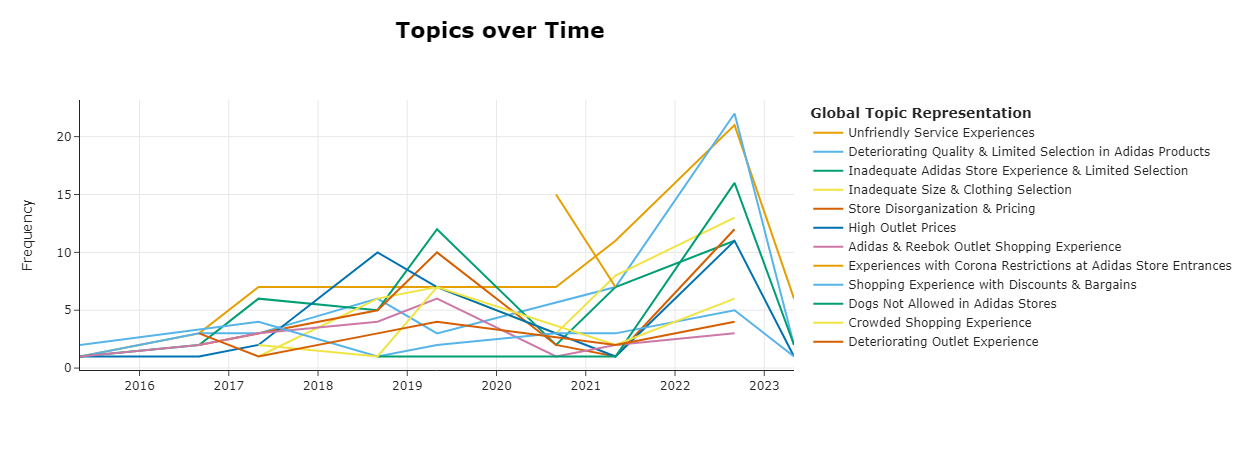 Topics over Time
Frequency
20
15
10
5
0
2016
2017
2018
2019
2020
2021
2022
2023
Global Topic Representation
Unfriendly Service Experiences
Deteriorating Quality & Limited Selection in Adidas Products
Inadequate Adidas Store Experience & Limited Selection
Inadequate Size & Clothing Selection
Store Disorganization & Pricing
High Outlet Prices
Adidas & Reebok Outlet Shopping Experience
Experiences with Corona Restrictions at Adidas Store Entrances
Shopping Experience with Discounts & Bargains
Dogs Not Allowed in Adidas Stores
Crowded Shopping Experience
Deteriorating Outlet Experience